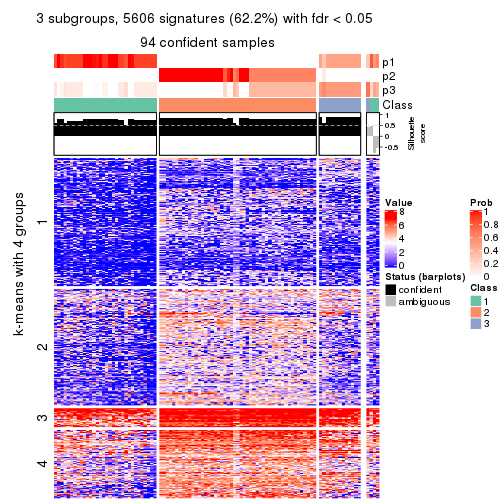 3 subgroups, 5606 signatures (62.2%) with fdr < 0.05
94 confident samples
p1
p2
p3
Class
1
0.5
0
-0.5
Silhouette
score
k-means with 4 groups
1
2
3
4
Value
8
6
4
2
0
Status (barplots)
confident
ambiguous
Prob
1
0.8
0.6
0.4
0.2
0
Class
1
2
3